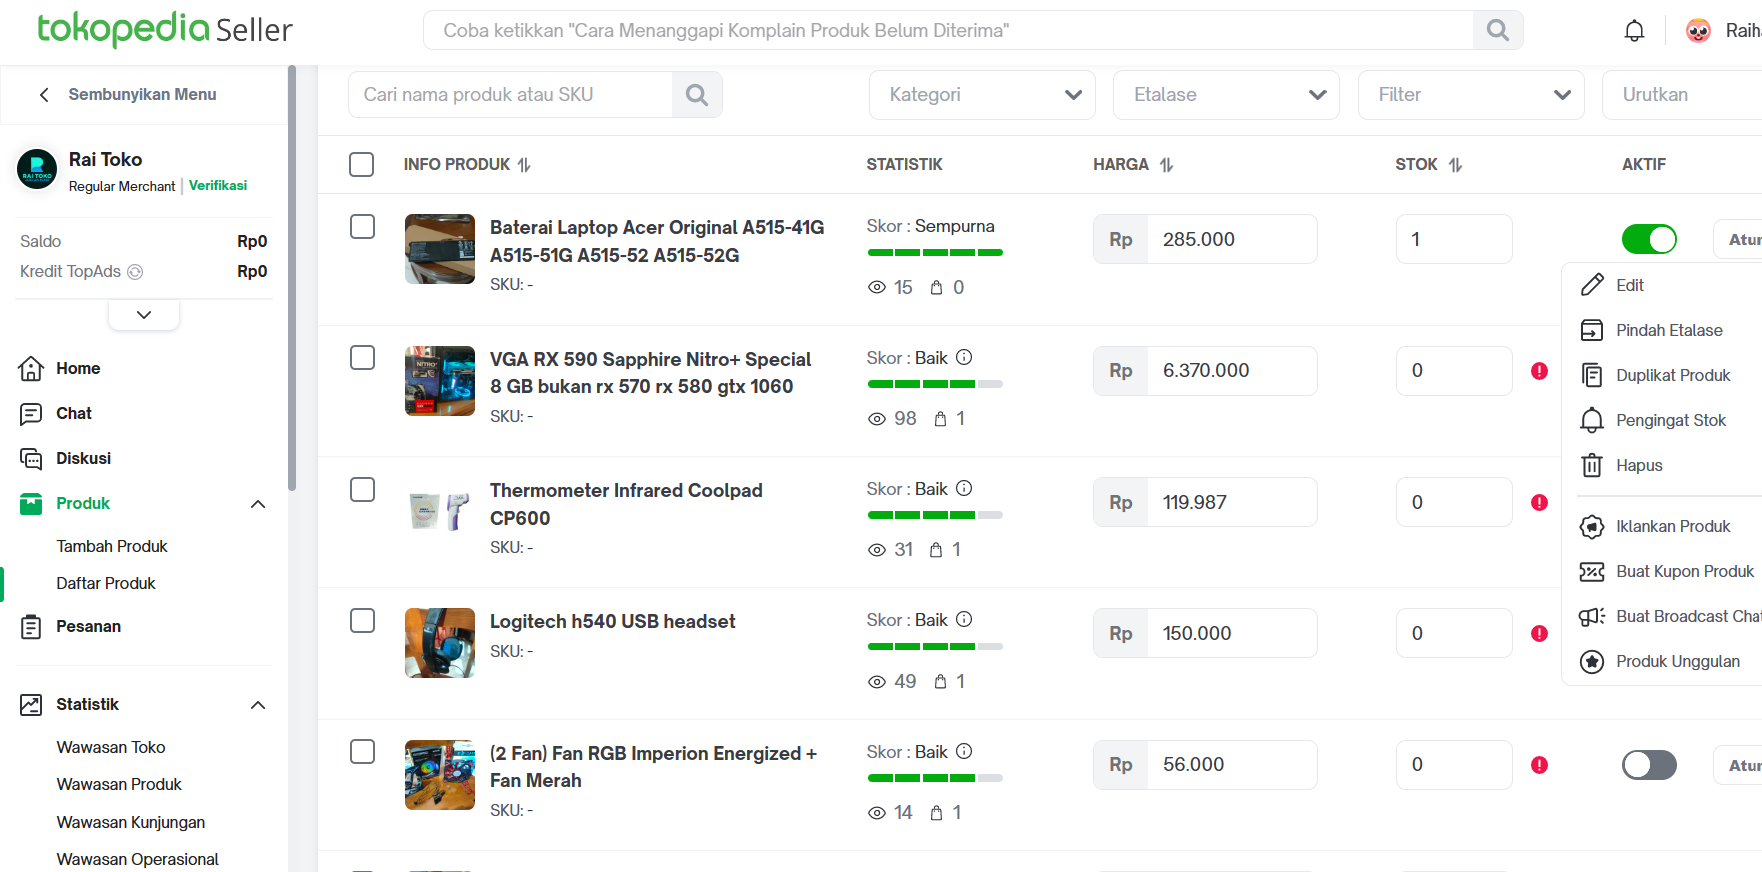 tokopedia Seller
Coba ketikkan "Cara Menanggapi Komplain Produk Belum Diterima"
Sembunyikan Menu
Rai Toko
Regular Merchant | Verifikasi
Saldo Rp0
Kredit TopAds Rp0
Home
Chat
Diskusi
Produk
Tambah Produk
Daftar Produk
Pesanan
Statistik
Wawasan Toko
Wawasan Produk
Wawasan Kunjungan
Wawasan Operasional
Cari nama produk atau SKU
Kategori
Etalase
Filter
Urutkan
INFO PRODUK STATISTIK HARGA STOK AKTIF
Baterai Laptop Acer Original A515-41G
A515-51G A515-52 A515-52G
SKU: -
Skor : Sempurna
15 0
Rp 285.000
1
VGA RX 590 Sapphire Nitro+ Special
8 GB bukan rx 570 rx 580 gtx 1060
SKU: -
Skor : Baik
98 1
Rp 6.370.000
0
Thermometer Infrared Coolpad
CP600
SKU: -
Skor : Baik
31 1
Rp 119.987
0
Logitech h540 USB headset
SKU: -
Skor : Baik
49 1
Rp 150.000
0
(2 Fan) Fan RGB Imperion Energized +
Fan Merah
SKU: -
Skor : Baik
14 1
Rp 56.000
0
Edit
Pindah Etalase
Duplikat Produk
Pengingat Stok
Hapus
Iklankan Produk
Buat Kupon Produk
Buat Broadcast Chat
Produk Unggulan